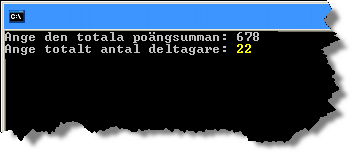 C:\
Ange den totala poängsumman: 678
Ange totalt antal deltagare: 22